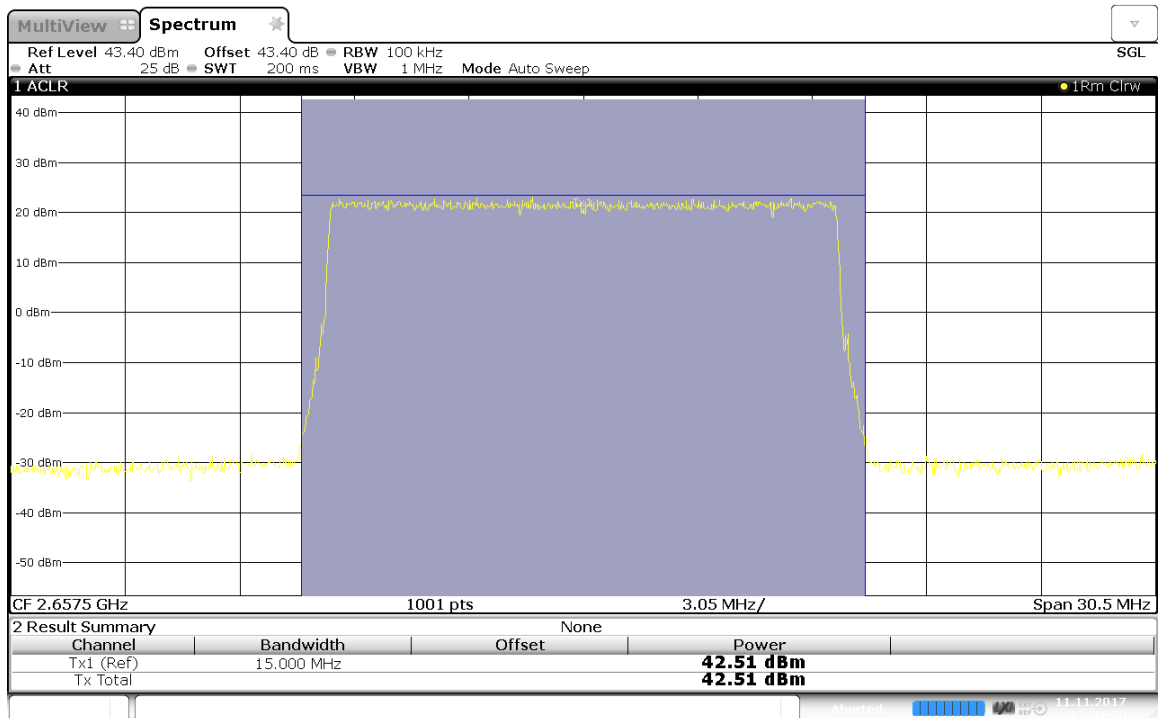 MultiView Spectrum
Ref Level 43.40 dBm Offset 43.40 dB RBW 100 kHz SGL
Att 25 dB SWT 200 ms VBW 1 MHz Mode Auto Sweep
1 ACLR 1Rm Clrw
40 dBm
30 dBm
20 dBm
10 dBm
0 dBm
-10 dBm
-20 dBm
-30 dBm
-40 dBm
-50 dBm
CF 2.6575 GHz 1001 pts 3.05 MHz/ Span 30.5 MHz
2 Result Summary None
Channel Bandwidth Offset Power
Tx1 (Ref) 15.000 MHz 42.51 dBm
Tx Total 42.51 dBm
Aborted 11.11.2017